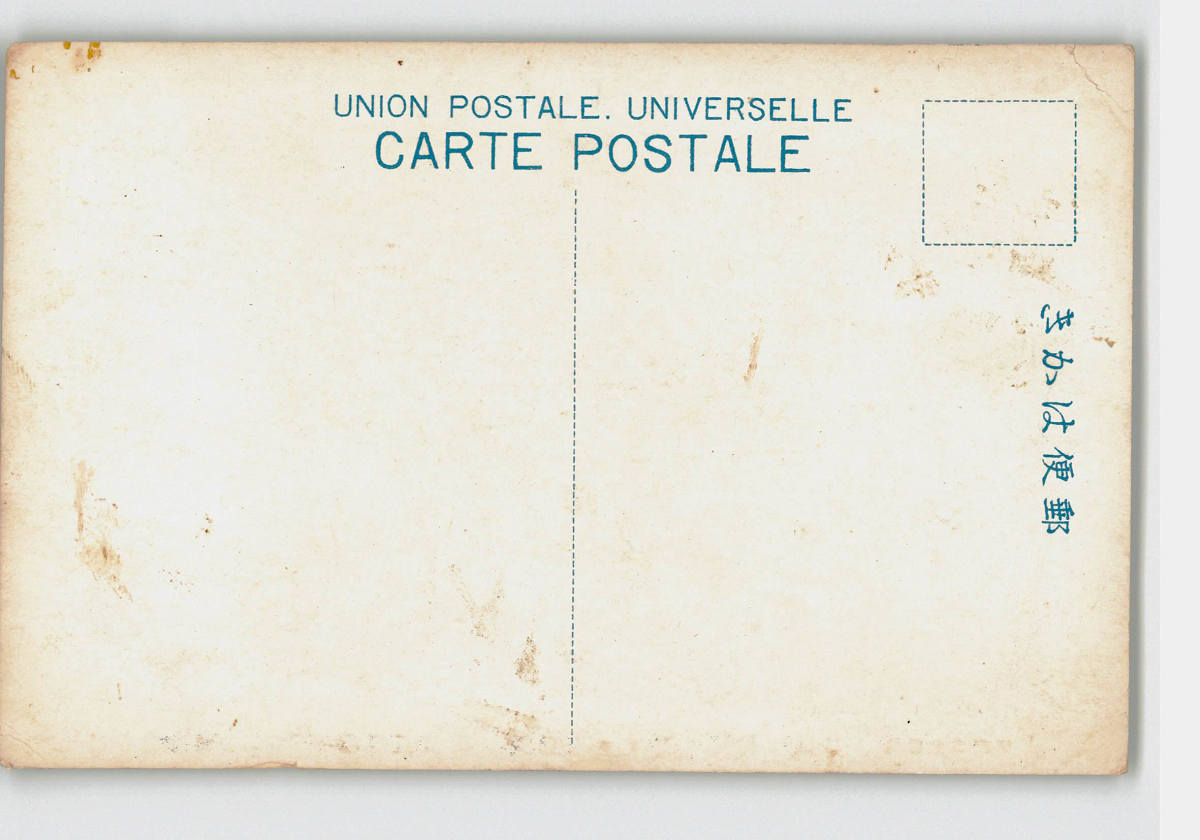 UNION POSTALE. UNIVERSELLE
CARTE POSTALE
郵便はかき